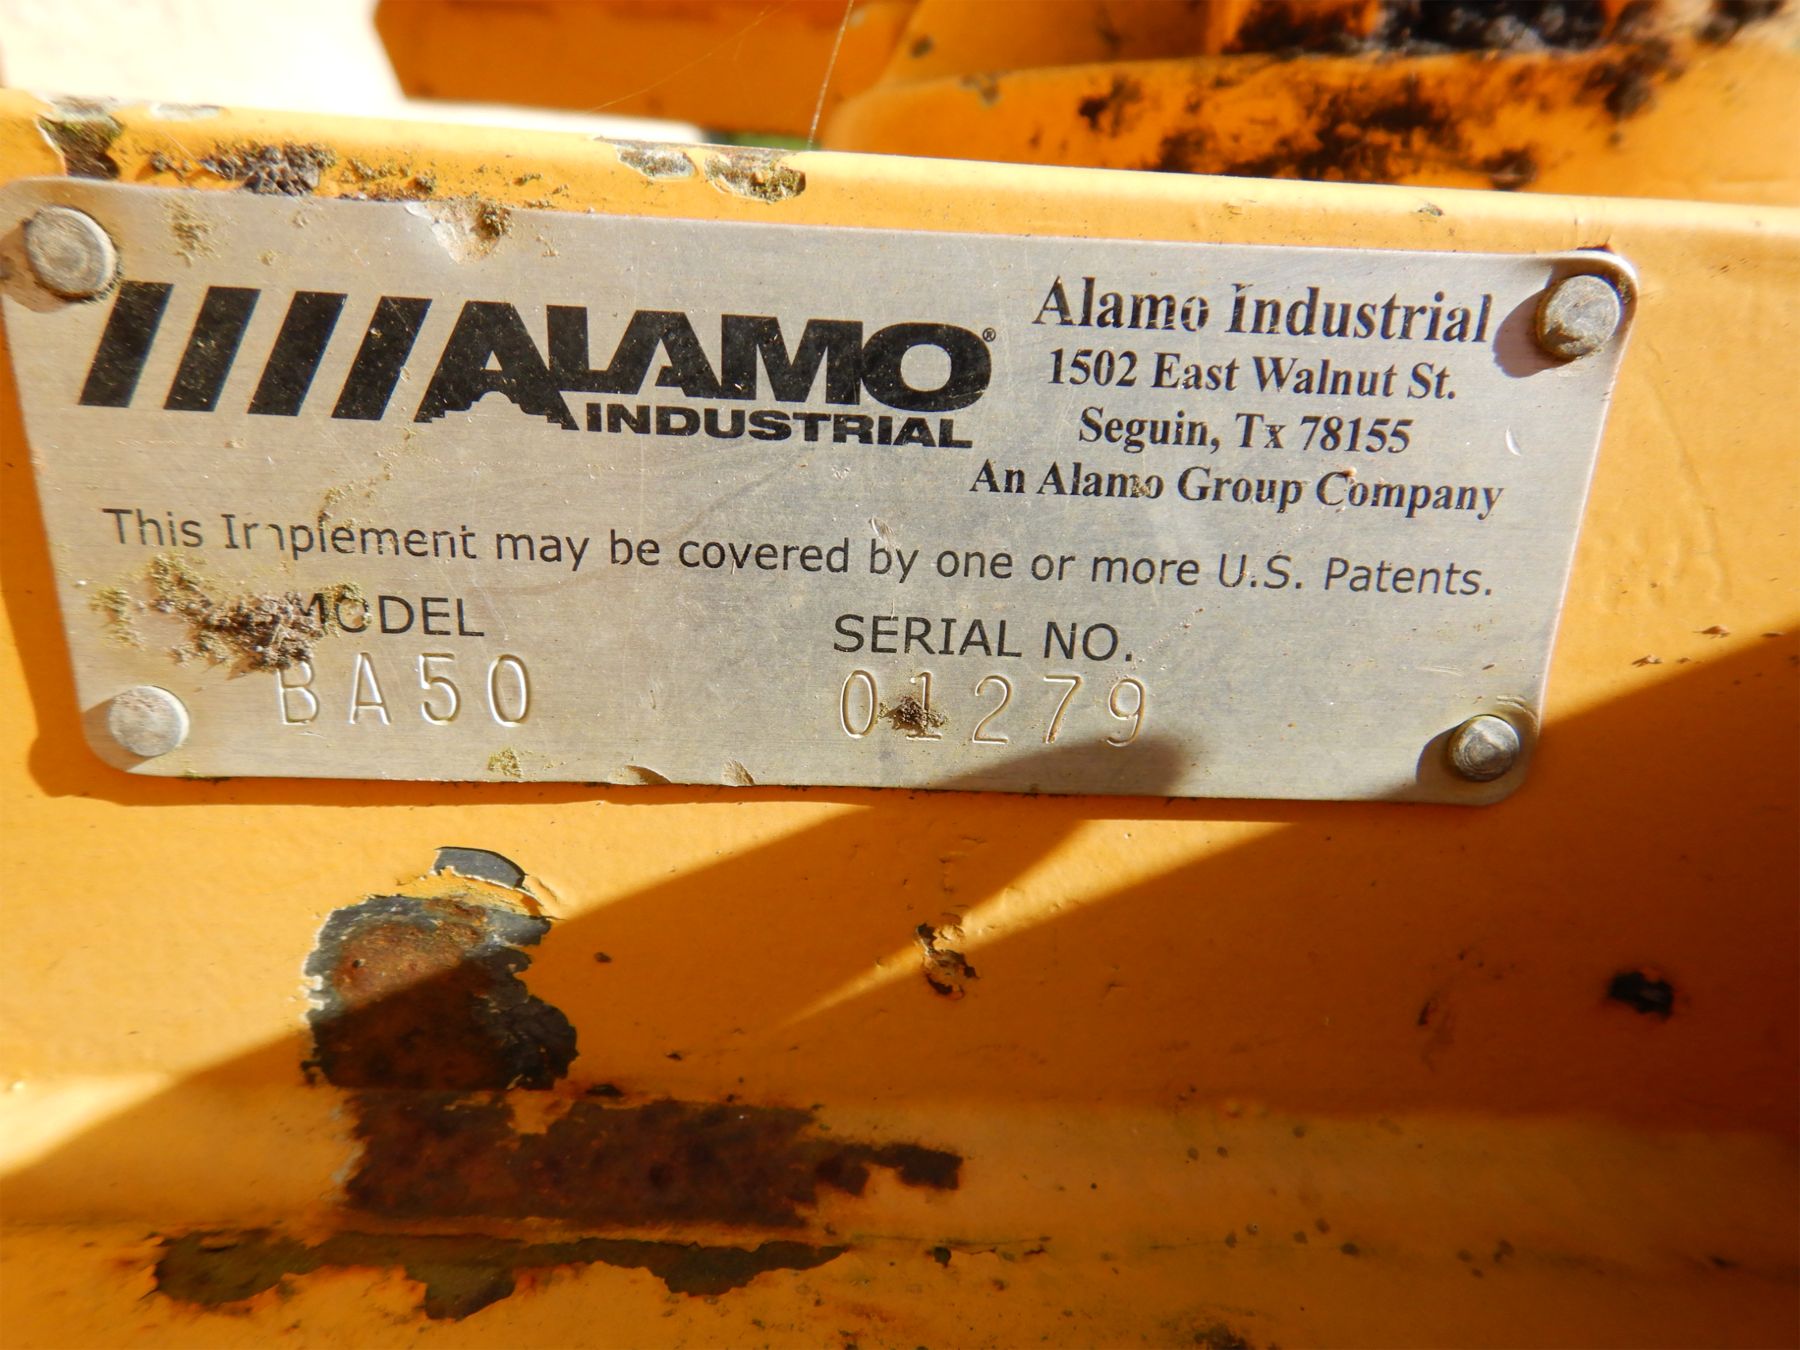 ALAMO®
INDUSTRIAL
Alamo Industrial
1502 East Walnut St.
Seguin, Tx 78155
An Alamo Group Company
This Implement may be covered by one or more U.S. Patents.
MODEL
BA50
SERIAL NO.
01279